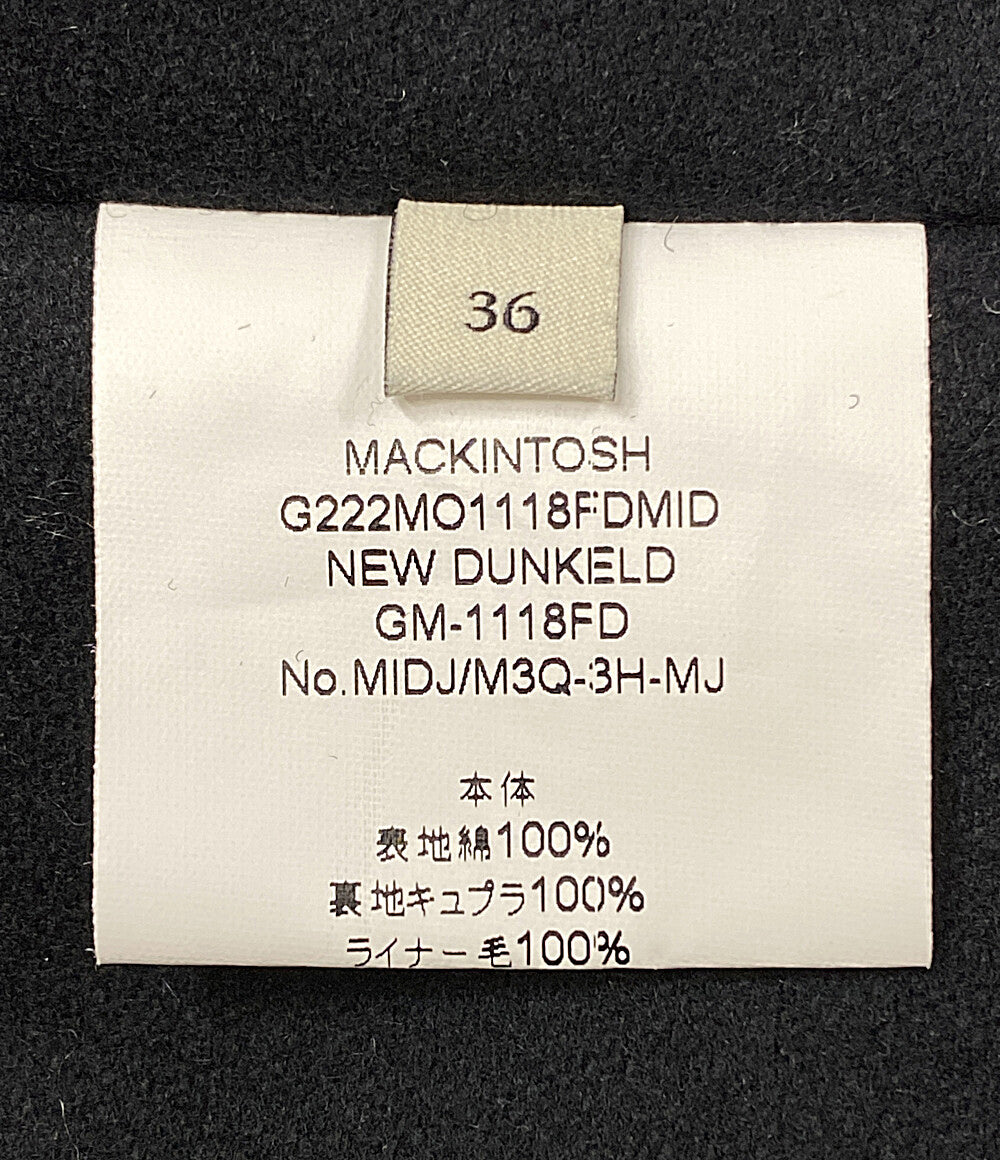 36
MACKINTOSH
G222MO1118FDMID
NEW DUNKELD
GM-1118FD
No.MIDJ/M3Q-3H-MJ
本体
裏地綿100%
裏地キュプラ100%
ライナー毛100%